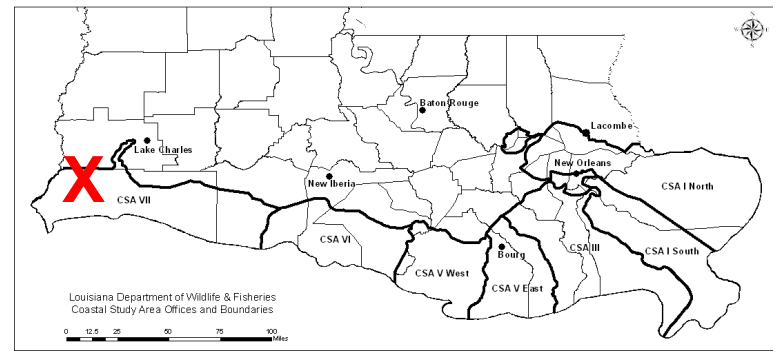 N
W E
S
Baton Rouge
Lacombe
Lake Charles
New Orleans
X
New Iberia
CSA I North
CSA VII
CSA VI
CSA III
CSA I South
Bourg
CSA V West
CSA V East
Louisiana Department of Wildlife & Fisheries
Coastal Study Area Offices and Boundaries
0 12.5 25 50 75 100
Miles